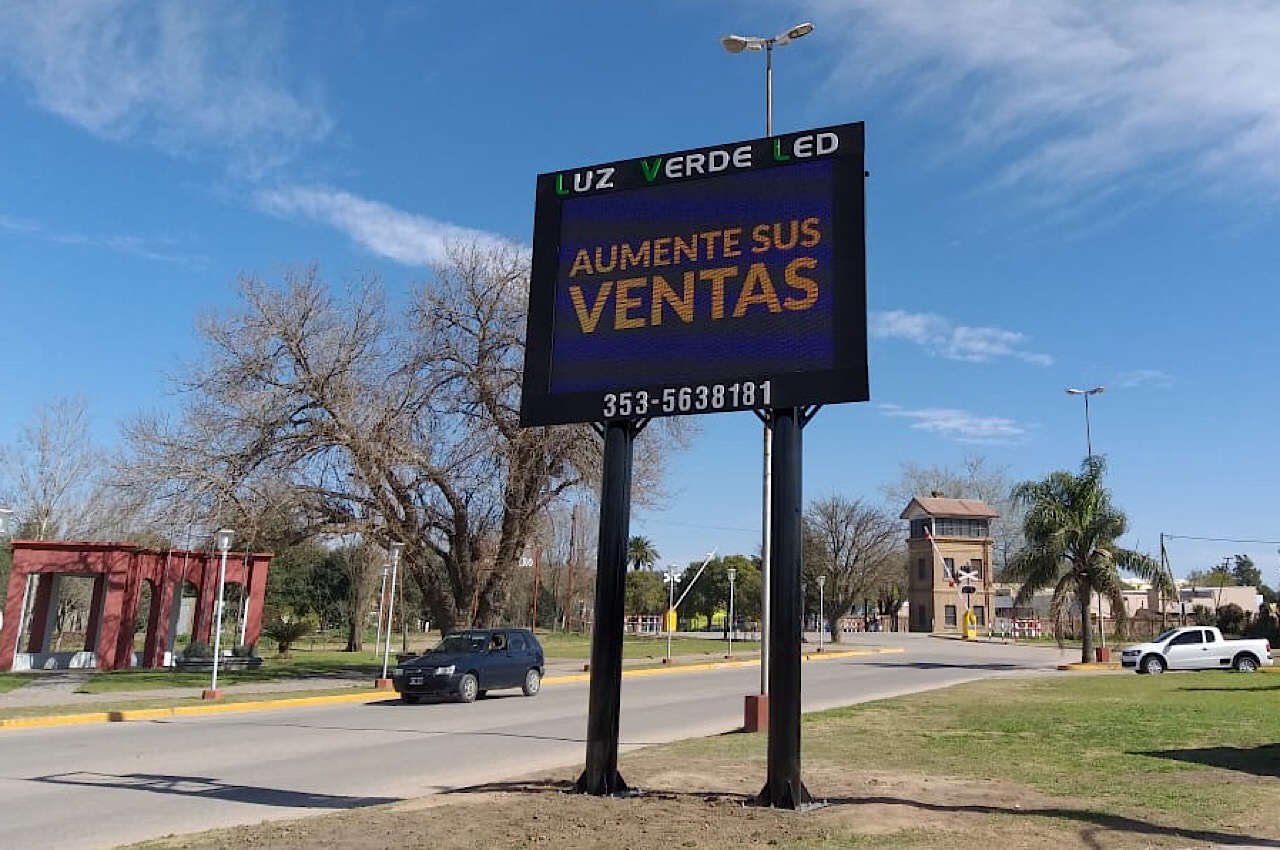 LUZ VERDE LED
AUMENTE SUS
VENTAS
353-5638181